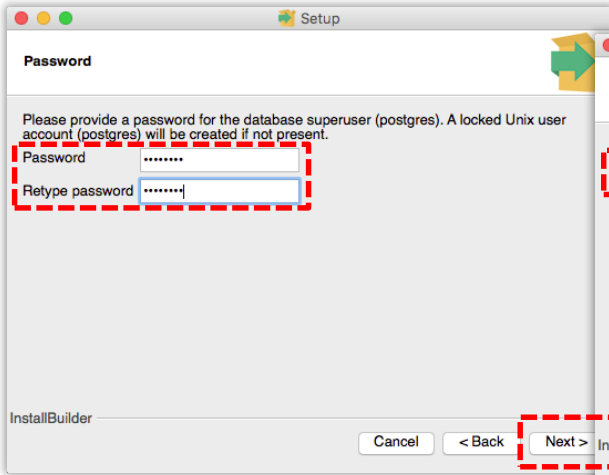 Setup
Password
Please provide a password for the database superuser (postgres). A locked Unix user
account (postgres) will be created if not present.
Password ••••••••
Retype password ••••••••
InstallBuilder
Cancel
< Back
Next >
In